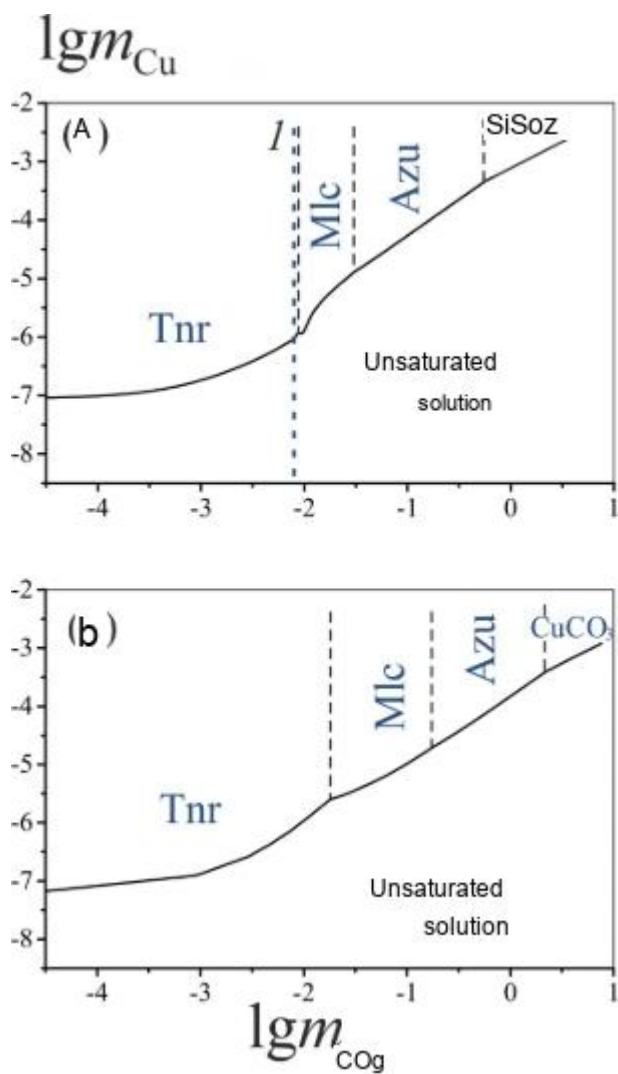 lgmCu
(A)
1
Mlc
Azu
SiSoz
Tnr
Unsaturated
solution
-2
-3
-4
-5
-6
-7
-8
-4 -3 -2 -1 0 1
(b)
Mlc
Azu
CuCO3
Tnr
Unsaturated
solution
-2
-3
-4
-5
-6
-7
-8
-4 -3 -2 -1 0 1
lgmCOg